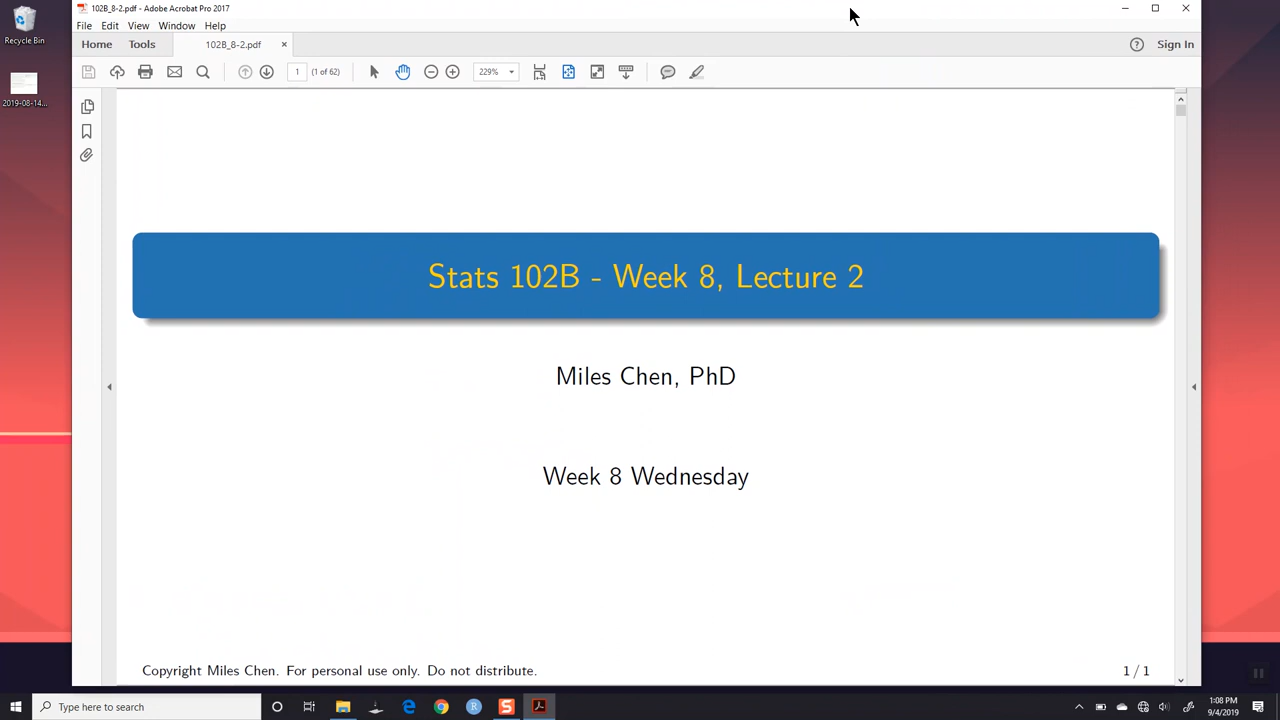 Recycle Bin
2019-08-14...
102B_8-2.pdf - Adobe Acrobat Pro 2017
File Edit View Window Help
Home Tools 102B_8-2.pdf × Sign In
1 (1 of 62) 229%
Stats 102B - Week 8, Lecture 2
Miles Chen, PhD
Week 8 Wednesday
Copyright Miles Chen. For personal use only. Do not distribute. 1 / 1
Type here to search
1:08 PM
9/4/2019